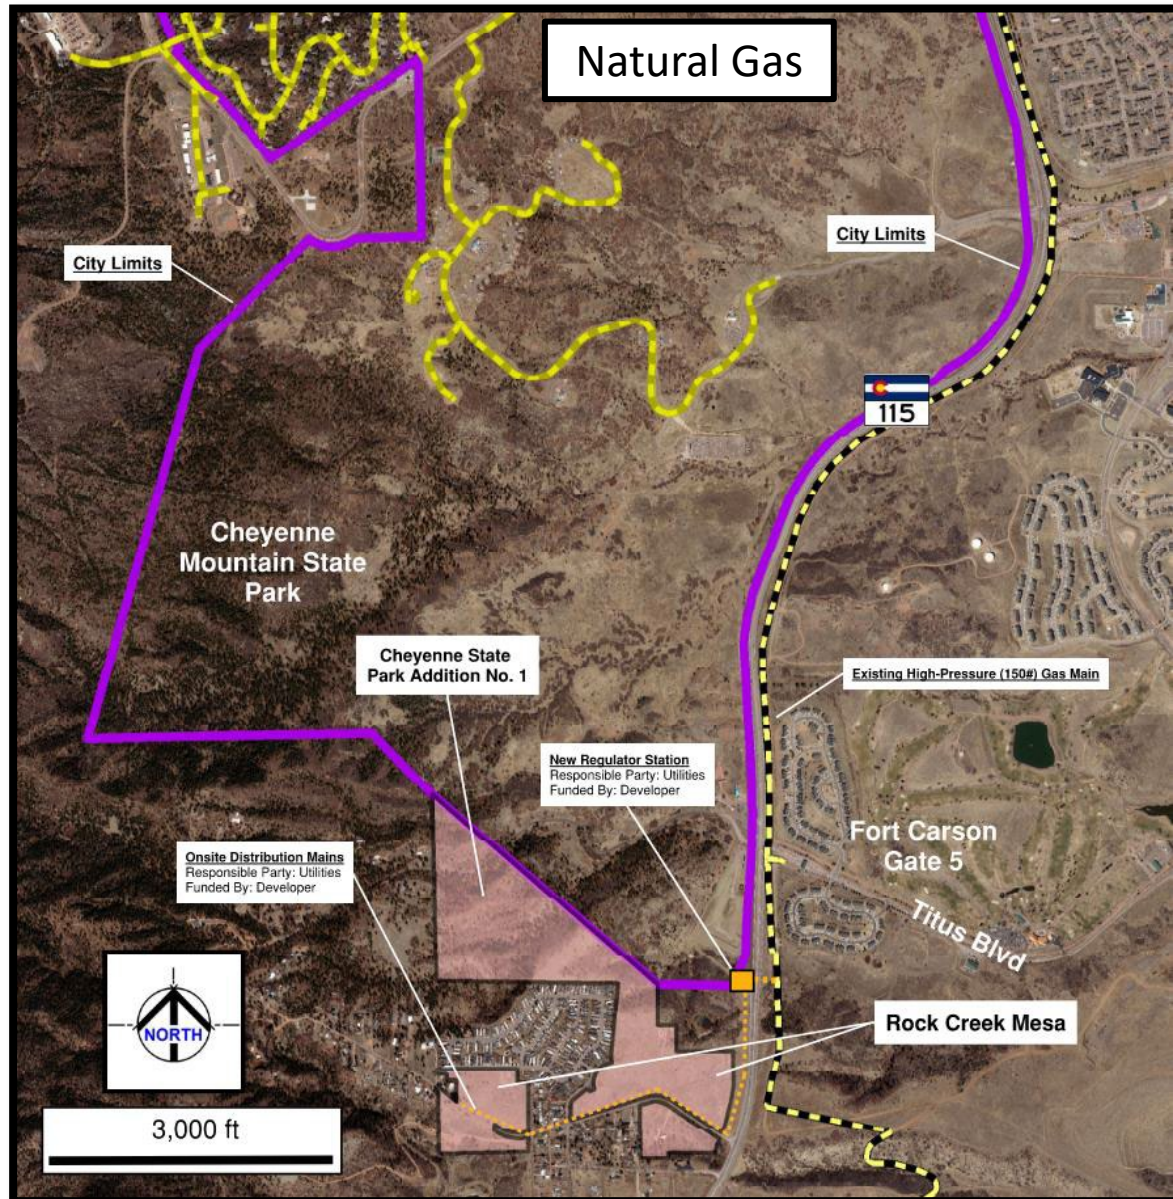 Natural Gas
City Limits
City Limits
115
Cheyenne
Mountain State
Park
Cheyenne State
Park Addition No. 1
Existing High-Pressure (150#) Gas Main
New Regulator Station
Responsible Party: Utilities
Funded By: Developer
Fort Carson
Gate 5
Onsite Distribution Mains
Responsible Party: Utilities
Funded By: Developer
Titus Blvd
NORTH
Rock Creek Mesa
3,000 ft